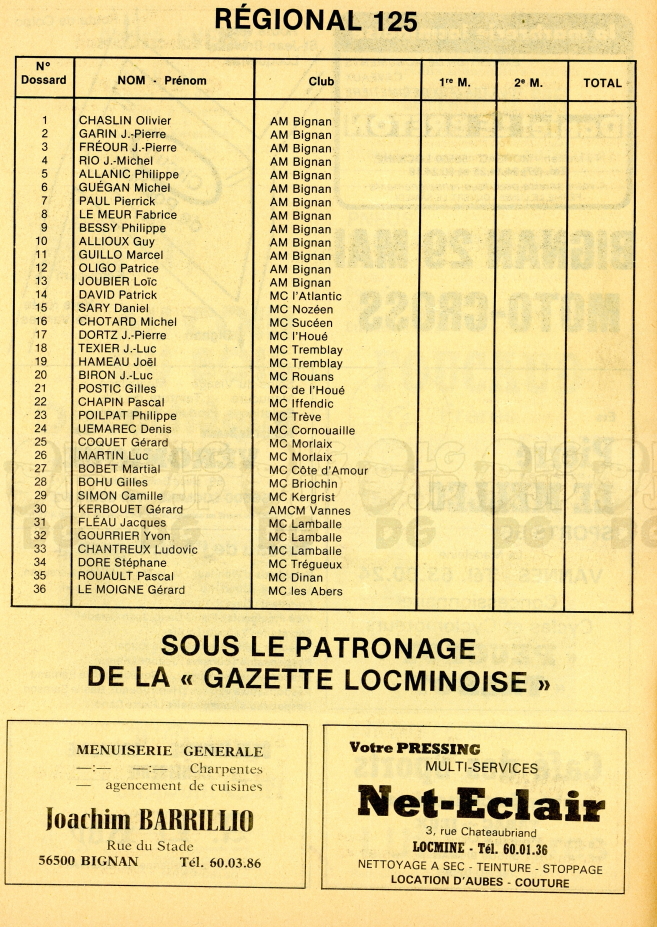 RÉGIONAL 125
N° Dossard NOM - Prénom Club 1re M. 2e M. TOTAL
1 CHASLIN Olivier AM Bignan
2 GARIN J.-Pierre AM Bignan
3 FRÉOUR J.-Pierre AM Bignan
4 RIO J.-Michel AM Bignan
5 ALLANIC Philippe AM Bignan
6 GUÉGAN Michel AM Bignan
7 PAUL Pierrick AM Bignan
8 LE MEUR Fabrice AM Bignan
9 BESSY Philippe AM Bignan
10 ALLIOUX Guy AM Bignan
11 GUILLO Marcel AM Bignan
12 OLIGO Patrice AM Bignan
13 JOUBIER Loïc AM Bignan
14 DAVID Patrick MC l'Atlantic
15 SARY Daniel MC Nozéen
16 CHOTARD Michel MC Sucéen
17 DORTZ J.-Pierre MC l'Houé
18 TEXIER J.-Luc MC Tremblay
19 HAMEAU Joël MC Tremblay
20 BIRON J.-Luc MC Rouans
21 POSTIC Gilles MC de l'Houé
22 CHAPIN Pascal MC Iffendic
23 POILPAT Philippe MC Trève
24 UEMAREC Denis MC Cornouaille
25 COQUET Gérard MC Morlaix
26 MARTIN Luc MC Morlaix
27 BOBET Martial MC Côte d'Amour
28 BOHU Gilles MC Briochin
29 SIMON Camille MC Kergrist
30 KERBOUET Gérard AMCM Vannes
31 FLÉAU Jacques MC Lamballe
32 GOURRIER Yvon MC Lamballe
33 CHANTREUX Ludovic MC Lamballe
34 DORE Stéphane MC Trégueux
35 ROUAULT Pascal MC Dinan
36 LE MOIGNE Gérard MC les Abers
SOUS LE PATRONAGE
DE LA « GAZETTE LOCMINOISE »
MENUISERIE GENERALE
—:— —:— Charpentes
— agencement de cuisines
Joachim BARRILLIO
Rue du Stade
56500 BIGNAN Tél. 60.03.86
Votre PRESSING
MULTI-SERVICES
Net-Eclair
3, rue Chateaubriand
LOCMINE - Tél. 60.01.36
NETTOYAGE A SEC - TEINTURE - STOPPAGE
LOCATION D'AUBES - COUTURE